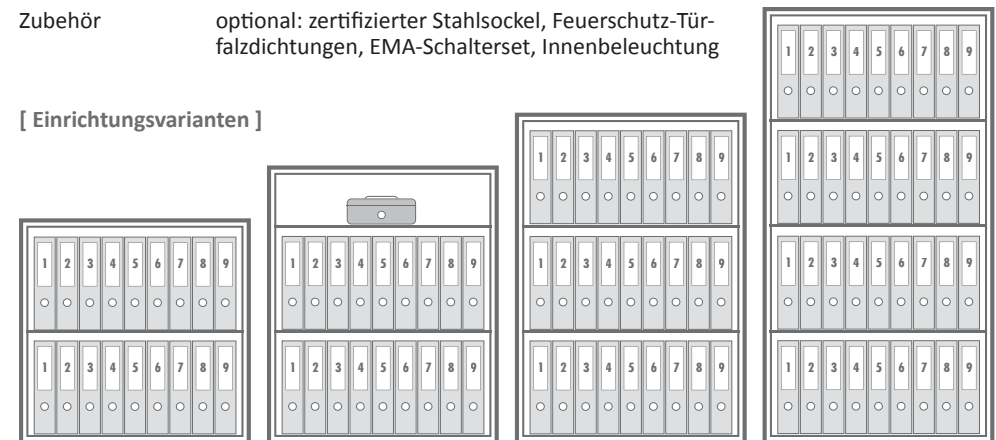 Zubehör optional: zertifizierter Stahlsockel, Feuerschutz-Tür-
falzdichtungen, EMA-Schalterset, Innenbeleuchtung
[ Einrichtungsvarianten ]
1 2 3 4 5 6 7 8 9
1 2 3 4 5 6 7 8 9
1 2 3 4 5 6 7 8 9
1 2 3 4 5 6 7 8 9
1 2 3 4 5 6 7 8 9
1 2 3 4 5 6 7 8 9
1 2 3 4 5 6 7 8 9
1 2 3 4 5 6 7 8 9
1 2 3 4 5 6 7 8 9
1 2 3 4 5 6 7 8 9
1 2 3 4 5 6 7 8 9